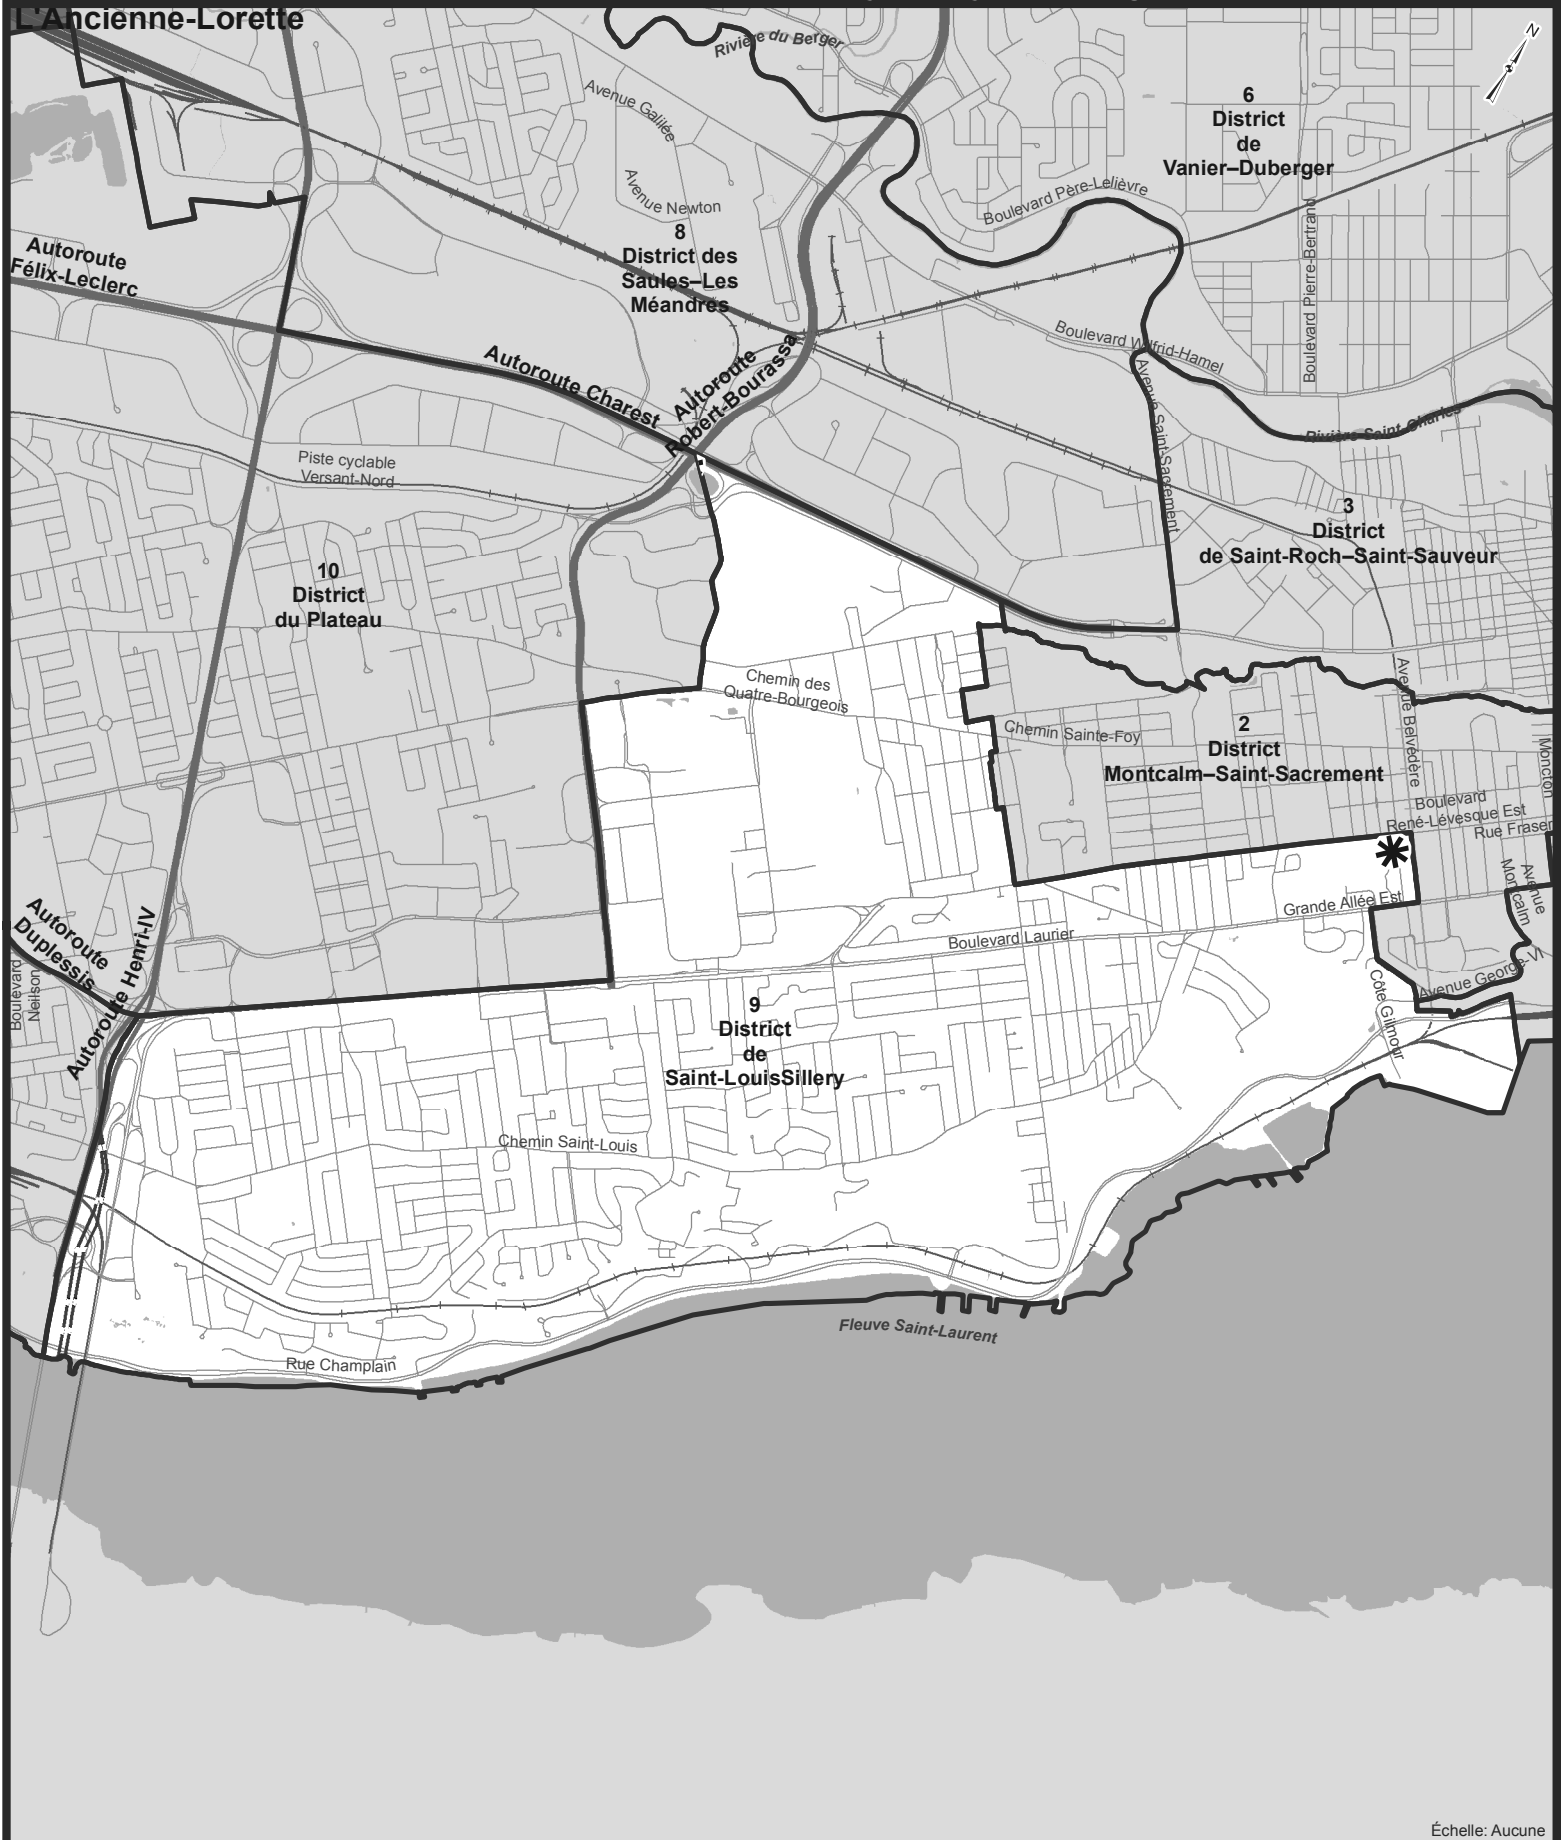 L'Ancienne-Lorette
Rivière du Berger
N
Avenue Galilée
6
District
de
Vanier–Duberger
Avenue Newton
Boulevard Père-Lelièvre
8
District des
Saules–Les
Méandres
Boulevard Pierre-Bertrand
Autoroute
Félix-Leclerc
Boulevard Wilfrid-Hamel
Autoroute Charest
Autoroute
Robert-Bourassa
Avenue Saint-Sacrement
Rivière Saint-Charles
Piste cyclable
Versant-Nord
3
District
de Saint-Roch–Saint-Sauveur
10
District
du Plateau
Chemin des
Quatre-Bourgeois
Avenue Belvédère
Chemin Sainte-Foy
2
District
Montcalm–Saint-Sacrement
Moncton
Boulevard
René-Lévesque Est
Rue Fraser
Avenue
Montcalm
Grande Allée Est
Autoroute
Duplessis
Autoroute Henri-IV
Boulevard Laurier
Boulevard
Neilson
Avenue George-VI
Côte Gilmour
9
District
de
Saint-LouisSillery
Chemin Saint-Louis
Fleuve Saint-Laurent
Rue Champlain
Échelle: Aucune